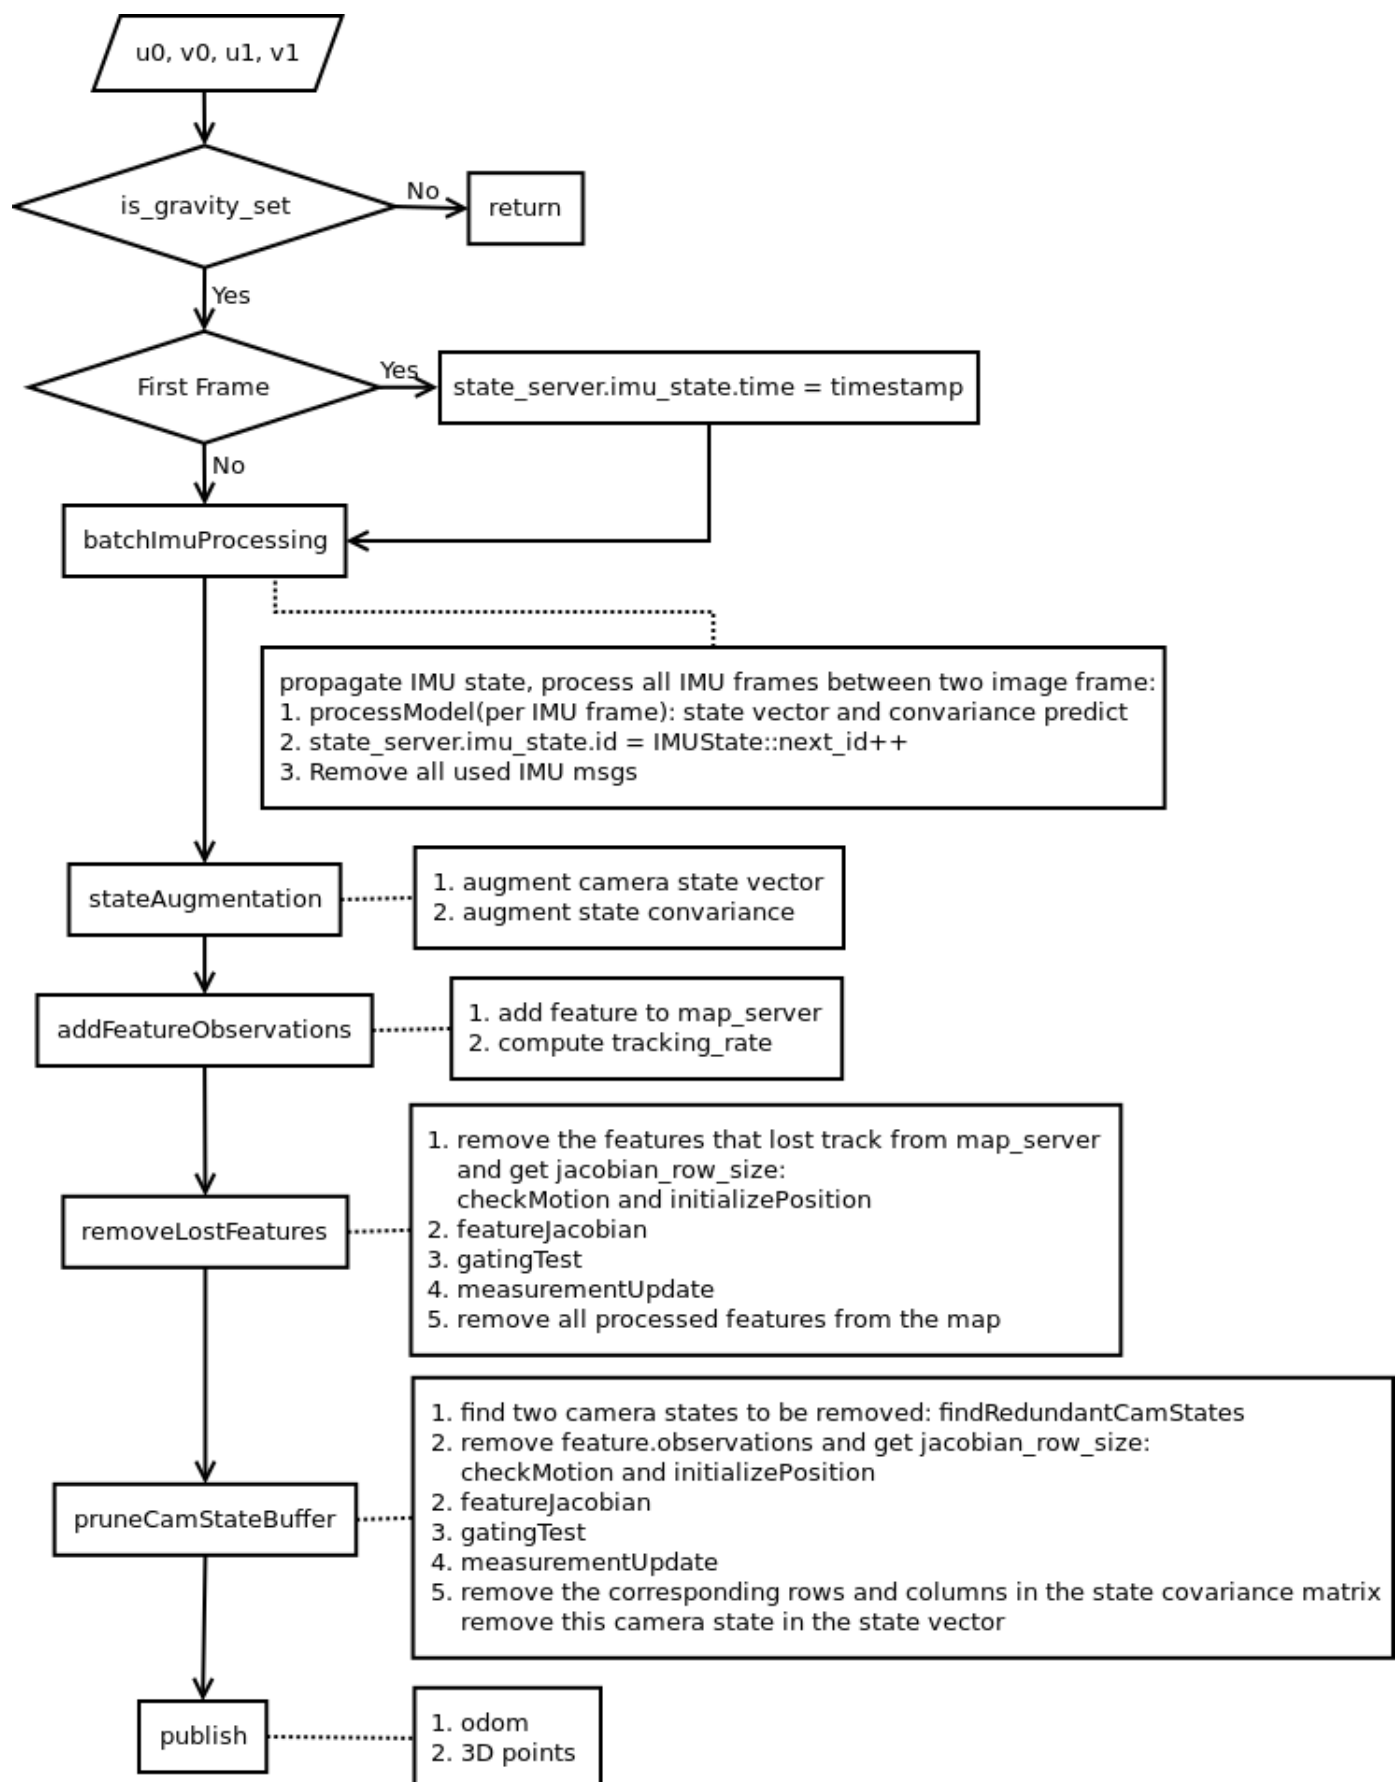 u0, v0, u1, v1
is_gravity_set
No
return
Yes
First Frame
Yes
state_server.imu_state.time = timestamp
No
batchImuProcessing
propagate IMU state, process all IMU frames between two image frame:
1. processModel(per IMU frame): state vector and convariance predict
2. state_server.imu_state.id = IMUState::next_id++
3. Remove all used IMU msgs
stateAugmentation
1. augment camera state vector
2. augment state convariance
addFeatureObservations
1. add feature to map_server
2. compute tracking_rate
removeLostFeatures
1. remove the features that lost track from map_server
and get jacobian_row_size:
checkMotion and initializePosition
2. featureJacobian
3. gatingTest
4. measurementUpdate
5. remove all processed features from the map
pruneCamStateBuffer
1. find two camera states to be removed: findRedundantCamStates
2. remove feature.observations and get jacobian_row_size:
checkMotion and initializePosition
2. featureJacobian
3. gatingTest
4. measurementUpdate
5. remove the corresponding rows and columns in the state covariance matrix
remove this camera state in the state vector
publish
1. odom
2. 3D points